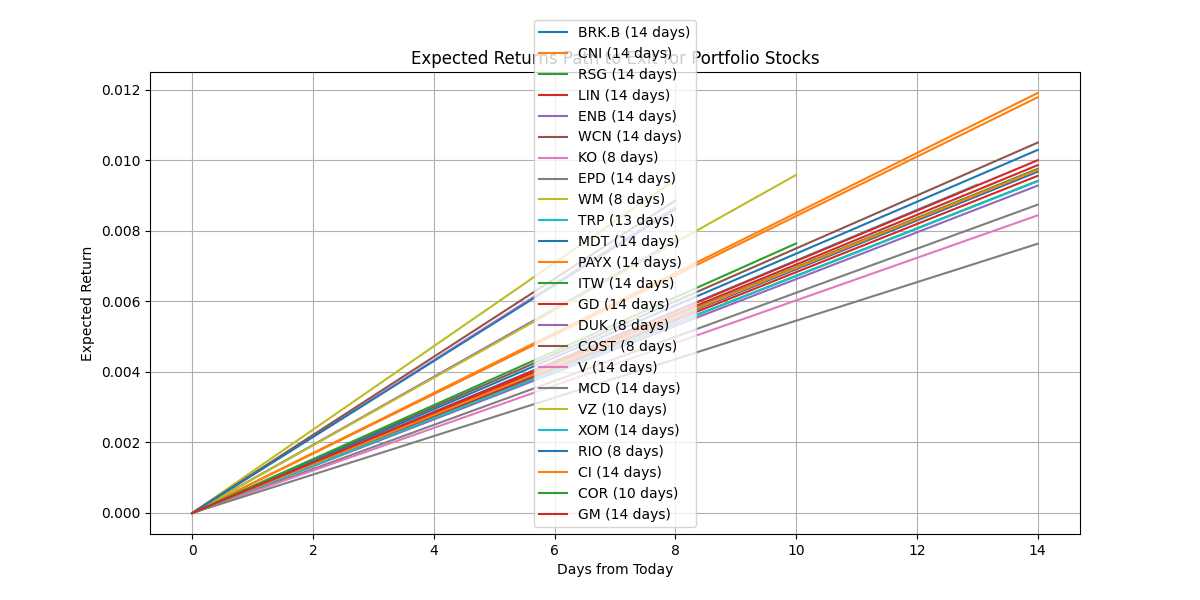 Expected Returns Path to Exit for Portfolio Stocks
BRK.B (14 days)
CNI (14 days)
RSG (14 days)
LIN (14 days)
ENB (14 days)
WCN (14 days)
KO (8 days)
EPD (14 days)
WM (8 days)
TRP (13 days)
MDT (14 days)
PAYX (14 days)
ITW (14 days)
GD (14 days)
DUK (8 days)
COST (8 days)
V (14 days)
MCD (14 days)
VZ (10 days)
XOM (14 days)
RIO (8 days)
CI (14 days)
COR (10 days)
GM (14 days)
Expected Return
0.012
0.010
0.008
0.006
0.004
0.002
0.000
0 2 4 6 8 10 12 14
Days from Today